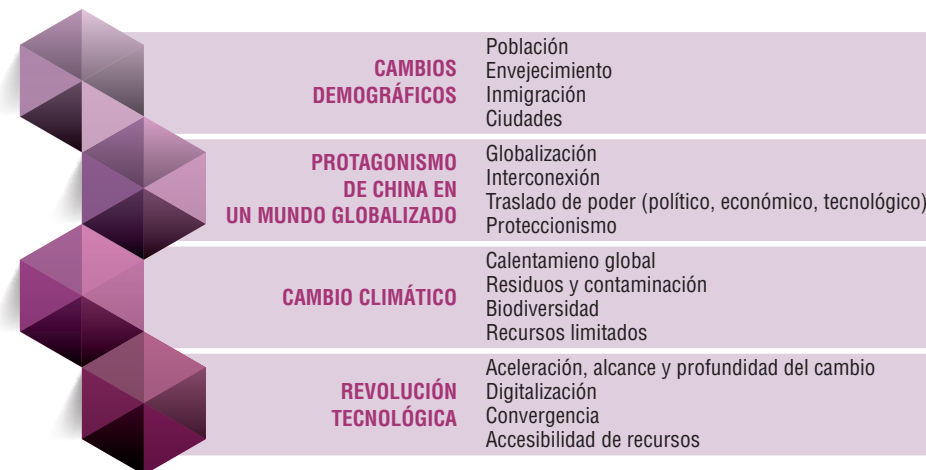 CAMBIOS
DEMOGRÁFICOS
Población
Envejecimiento
Inmigración
Ciudades
PROTAGONISMO
DE CHINA EN
UN MUNDO GLOBALIZADO
Globalización
Interconexión
Traslado de poder (político, económico, tecnológico)
Proteccionismo
CAMBIO CLIMÁTICO
Calentamieno global
Residuos y contaminación
Biodiversidad
Recursos limitados
REVOLUCIÓN
TECNOLÓGICA
Aceleración, alcance y profundidad del cambio
Digitalización
Convergencia
Accesibilidad de recursos